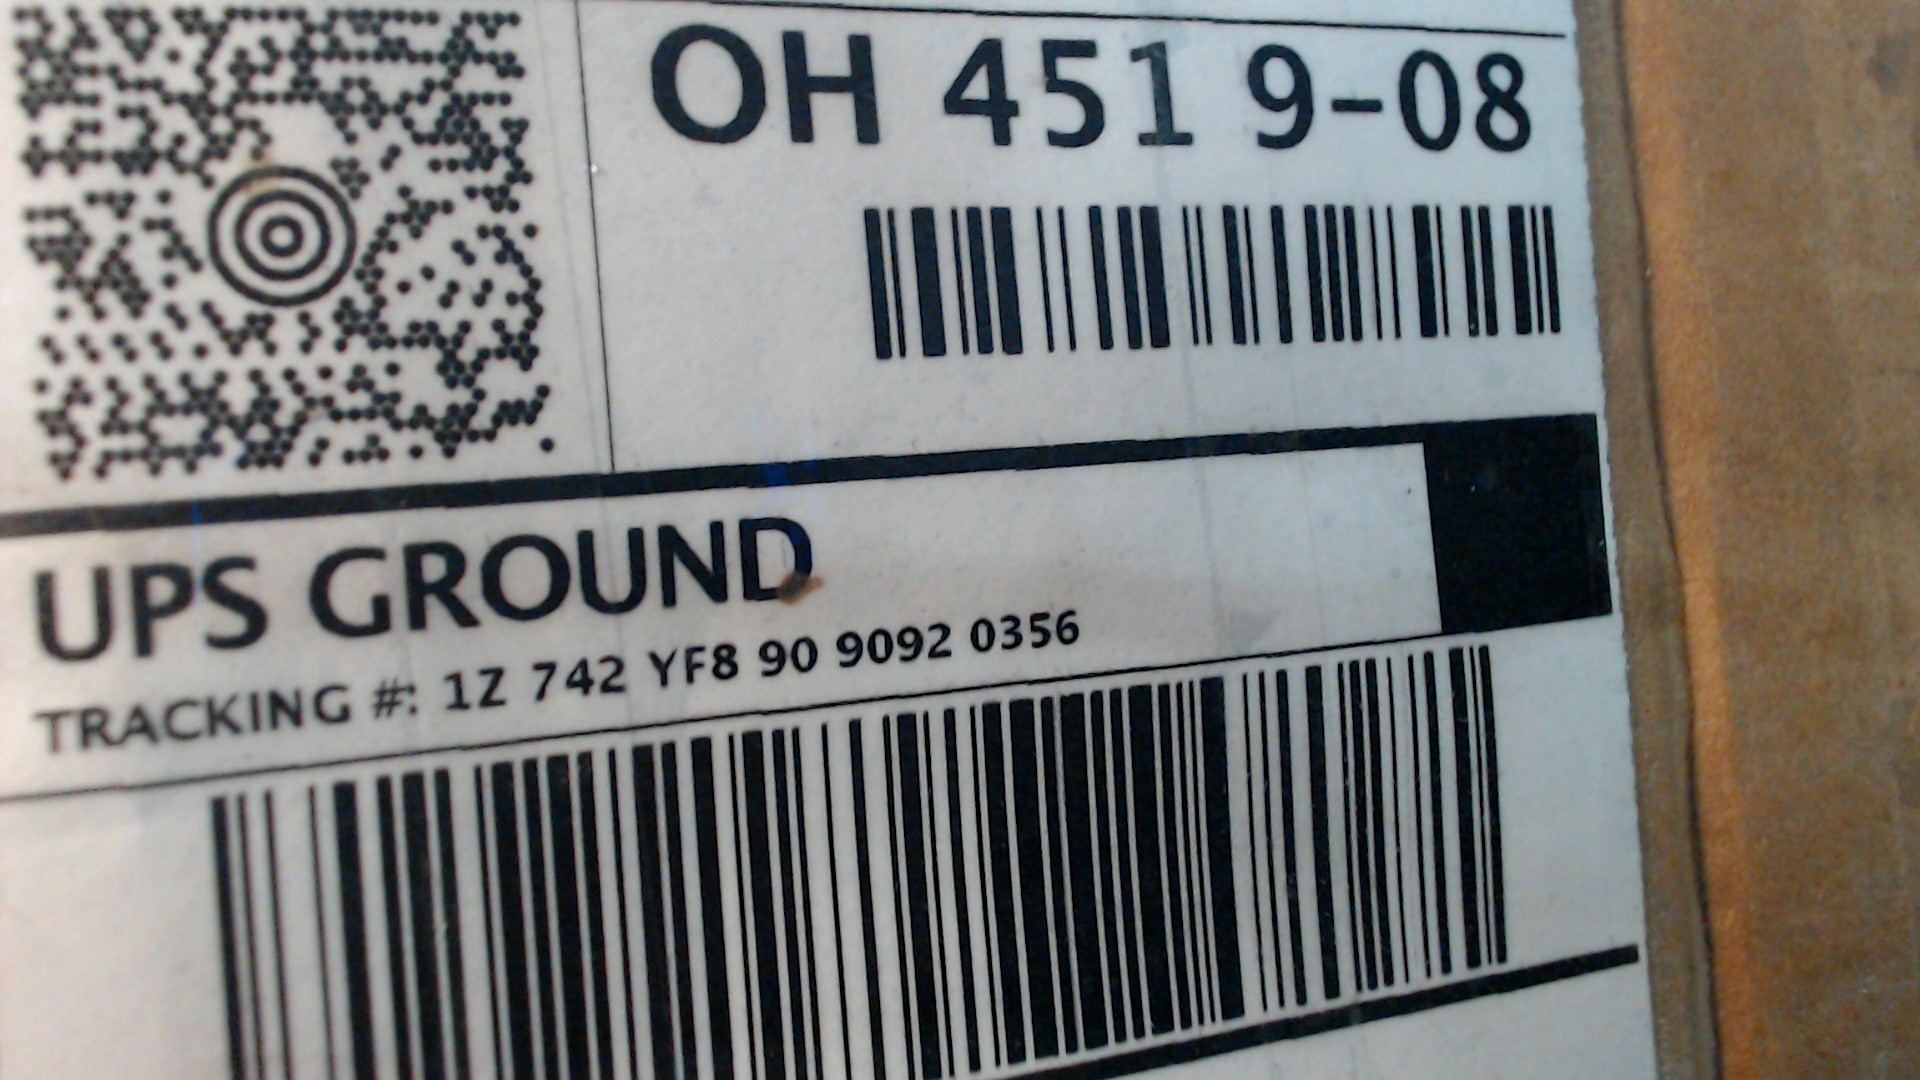 OH 451 9-08
UPS GROUND
TRACKING #: 1Z 742 YF8 90 9092 0356